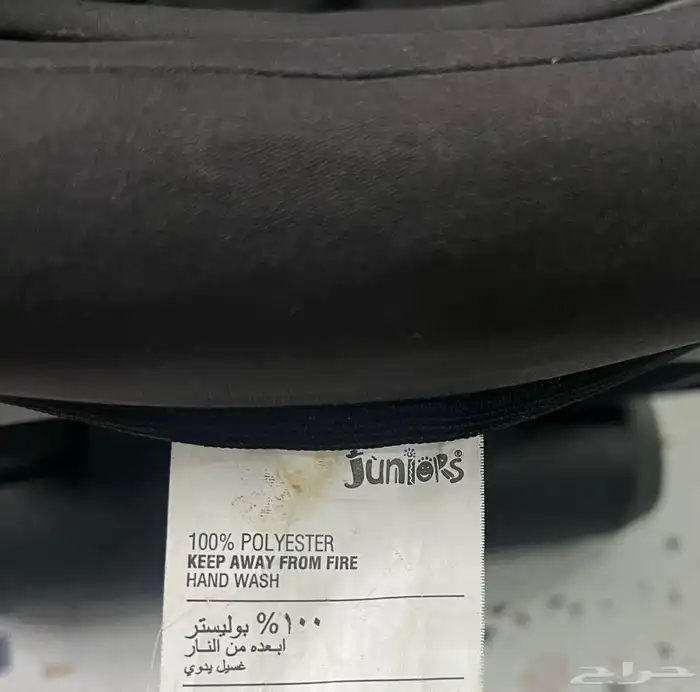 Juniors®
100% POLYESTER
KEEP AWAY FROM FIRE
HAND WASH
١٠٠% بوليستر
ابعده من النار
غسيل يدوي
حراج